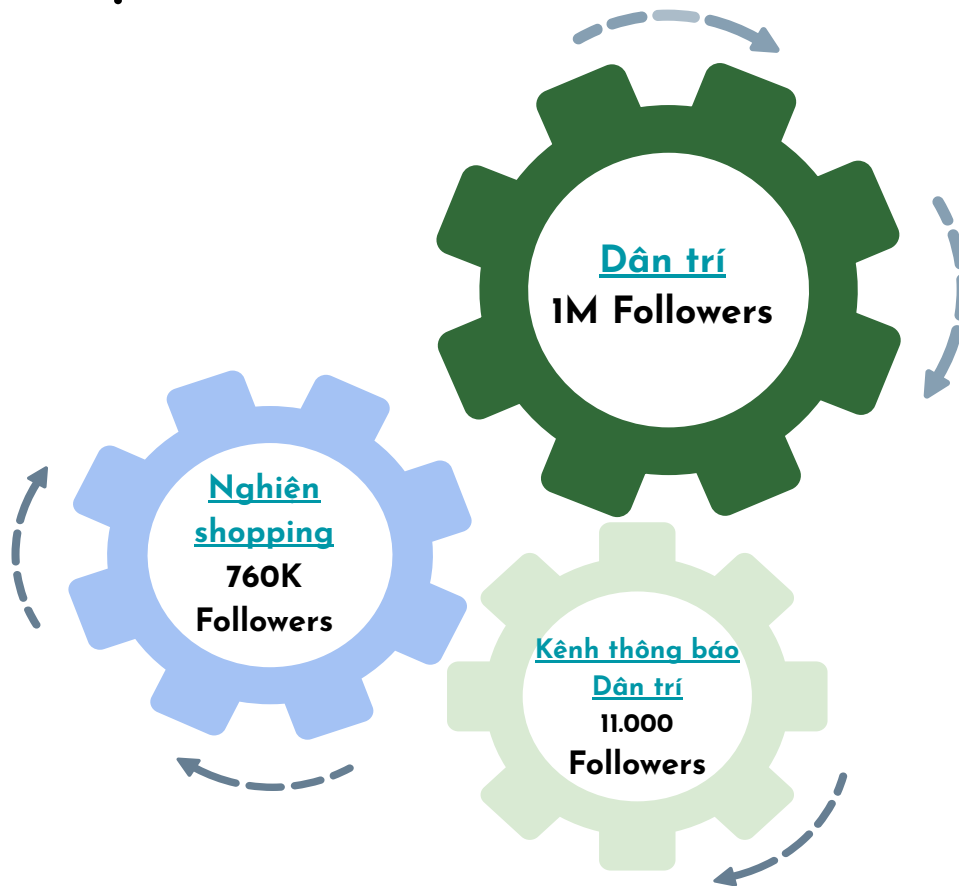 Dân trí
1M Followers
Nghiên
shopping
760K
Followers
Kênh thông báo
Dân trí
11.000
Followers